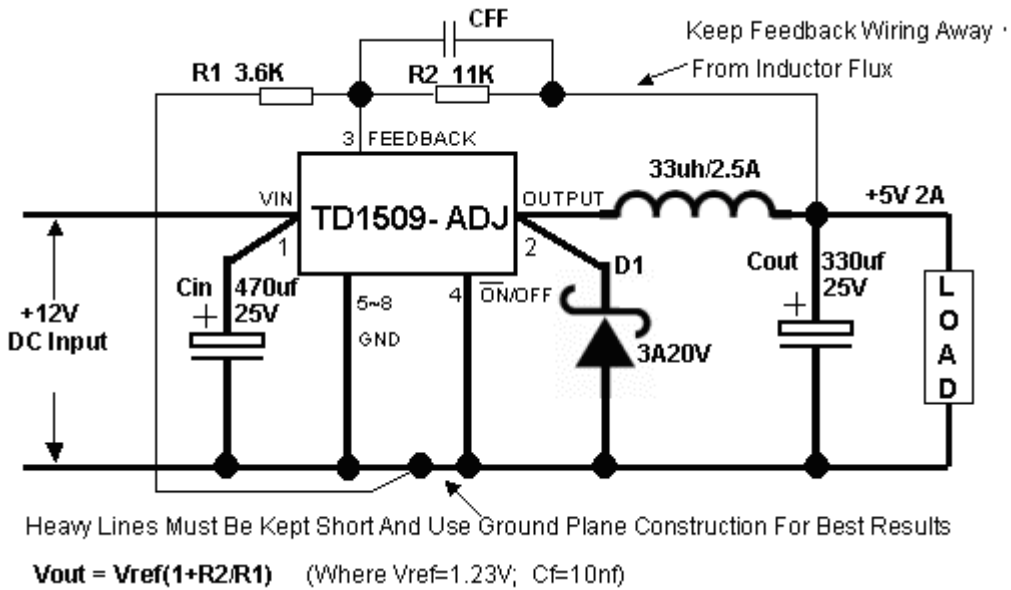 CFF
Keep Feedback Wiring Away
From Inductor Flux
R1 3.6K
R2 11K
3 FEEDBACK
33uh/2.5A
VIN
OUTPUT
+5V 2A
TD1509- ADJ
1
2
D1
Cin
470uf
25V
+
5~8
GND
4
ON/OFF
Cout
330uf
25V
+
+12V
DC Input
3A20V
L
O
A
D
Heavy Lines Must Be Kept Short And Use Ground Plane Construction For Best Results
Vout = Vref(1+R2/R1) (Where Vref=1.23V; Cf=10nf)